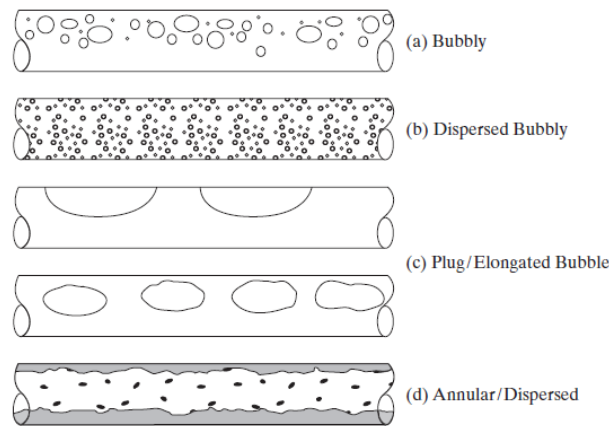 (a) Bubbly
(b) Dispersed Bubbly
(c) Plug/Elongated Bubble
(d) Annular/Dispersed